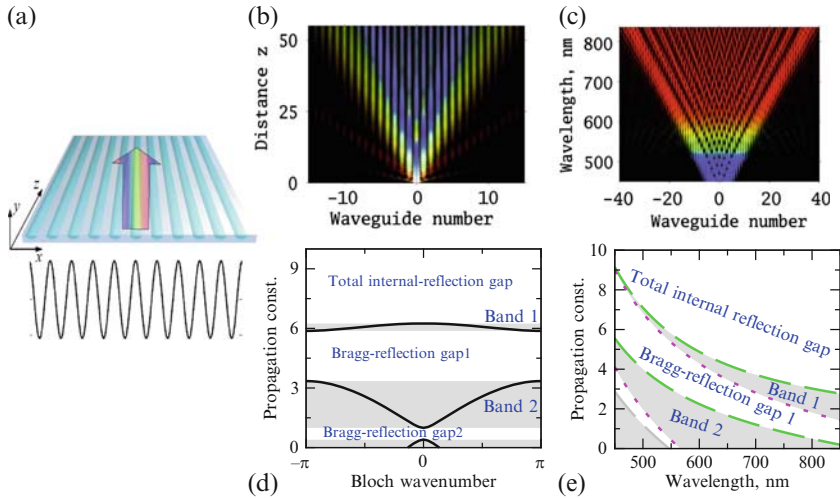 (a)
z
y
x
(b)
Distance z
50
25
0
−10
0
10
Waveguide number
(c)
Wavelength, nm
800
700
600
500
−40
−20
0
20
40
Waveguide number
Propagation const.
9
6
3
0
Total internal-reflection gap
Band 1
Bragg-reflection gap1
Band 2
Bragg-reflection gap2
−π
0
π
Bloch wavenumber
(d)
Propagation const.
10
8
6
4
2
0
Total internal reflection gap
Bragg-reflection gap 1
Band 1
Band 2
500
600
700
800
Wavelength, nm
(e)